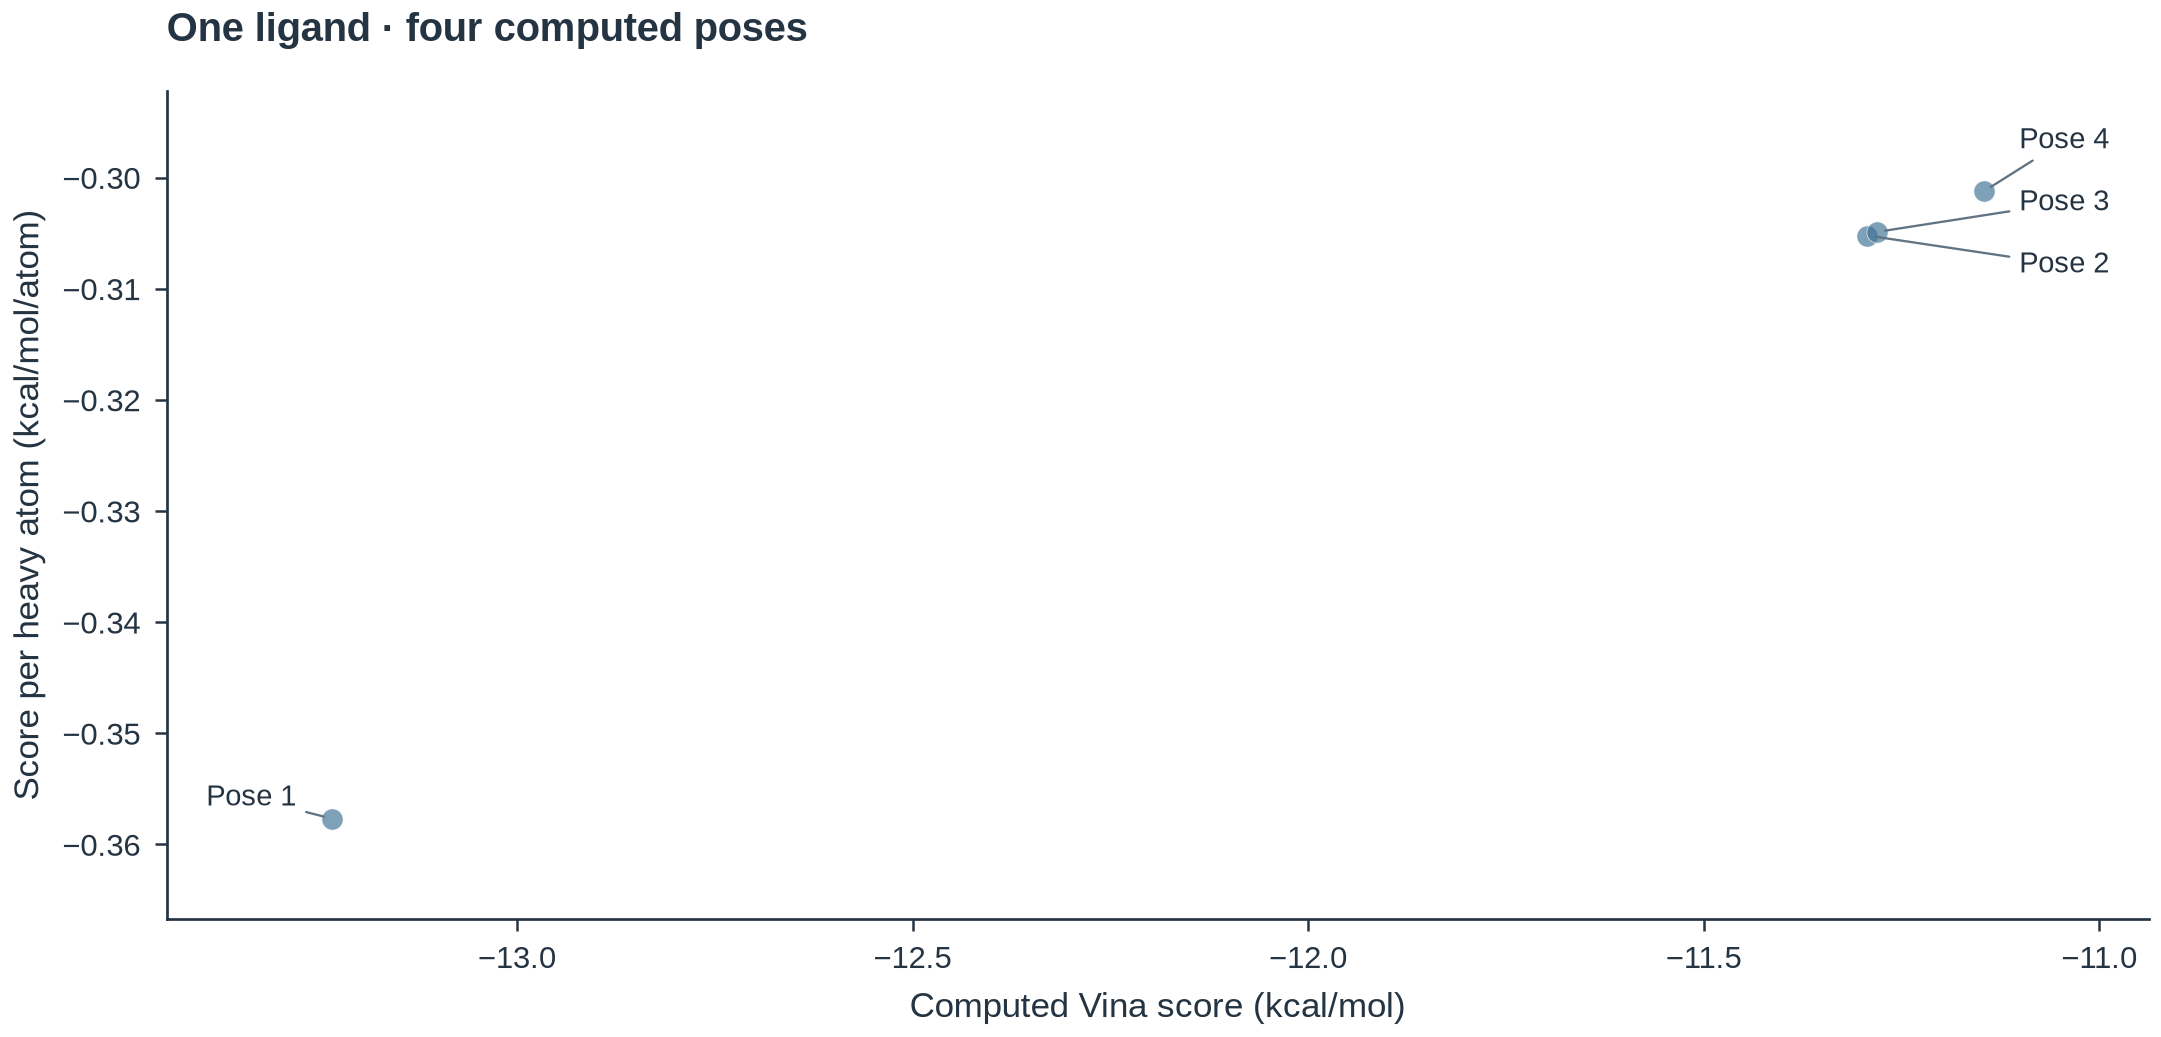 One ligand · four computed poses
Score per heavy atom (kcal/mol/atom)
−0.30
−0.31
−0.32
−0.33
−0.34
−0.35
−0.36
Pose 4
Pose 3
Pose 2
Pose 1
−13.0
−12.5
−12.0
−11.5
−11.0
Computed Vina score (kcal/mol)